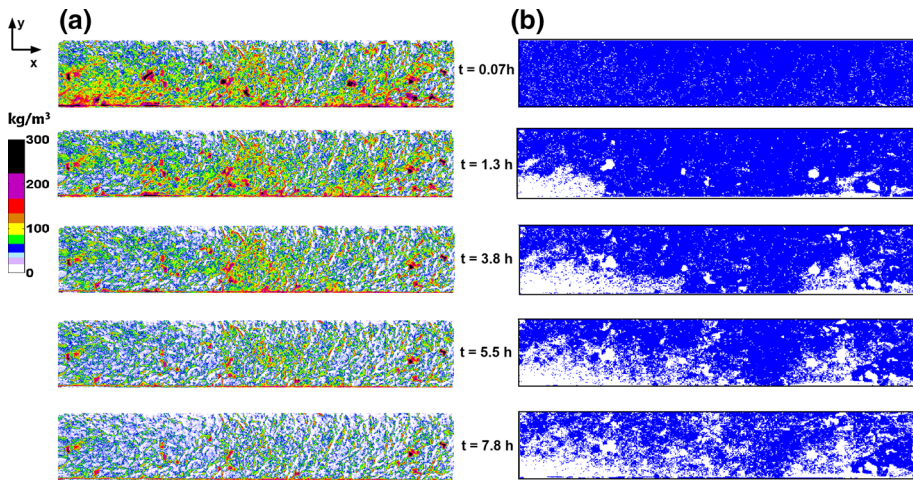 (a)
(b)
y
x
t = 0.07h
kg/m³
300
200
100
0
t = 1.3 h
t = 3.8 h
t = 5.5 h
t = 7.8 h